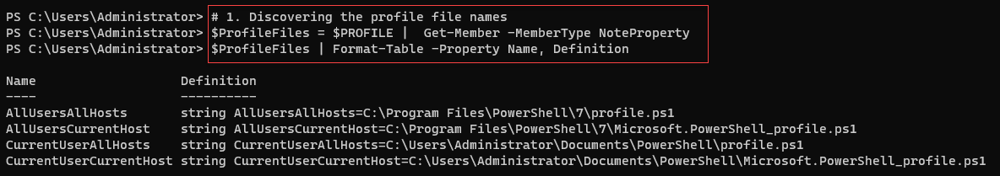 PS C:\Users\Administrator> # 1. Discovering the profile file names
PS C:\Users\Administrator> $ProfileFiles = $PROFILE |  Get-Member -MemberType NoteProperty
PS C:\Users\Administrator> $ProfileFiles | Format-Table -Property Name, Definition
Name                   Definition
----                   ----------
AllUsersAllHosts       string AllUsersAllHosts=C:\Program Files\PowerShell\7\profile.ps1
AllUsersCurrentHost    string AllUsersCurrentHost=C:\Program Files\PowerShell\7\Microsoft.PowerShell_profile.ps1
CurrentUserAllHosts    string CurrentUserAllHosts=C:\Users\Administrator\Documents\PowerShell\profile.ps1
CurrentUserCurrentHost string CurrentUserCurrentHost=C:\Users\Administrator\Documents\PowerShell\Microsoft.PowerShell_profile.ps1